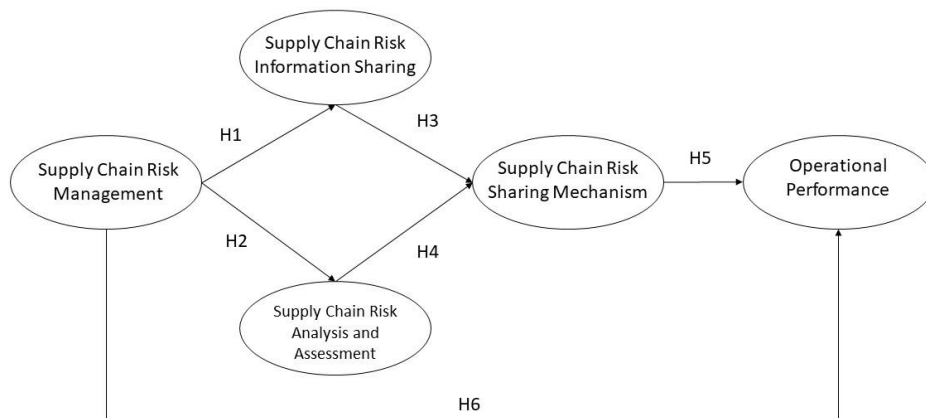 Supply Chain Risk
Information Sharing
H1
H3
Supply Chain Risk
Management
Supply Chain Risk
Sharing Mechanism
H5
Operational
Performance
H2
H4
Supply Chain Risk
Analysis and
Assessment
H6